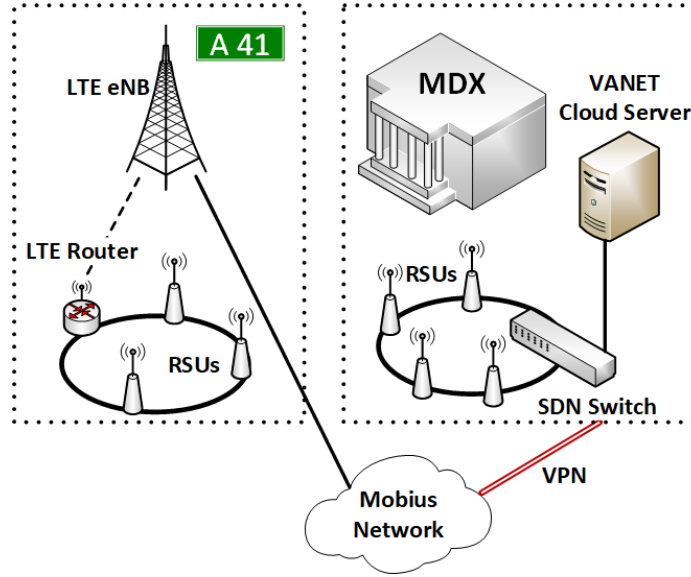 A 41
LTE eNB
LTE Router
RSUs
MDX
VANET
Cloud Server
RSUs
SDN Switch
VPN
Mobius
Network